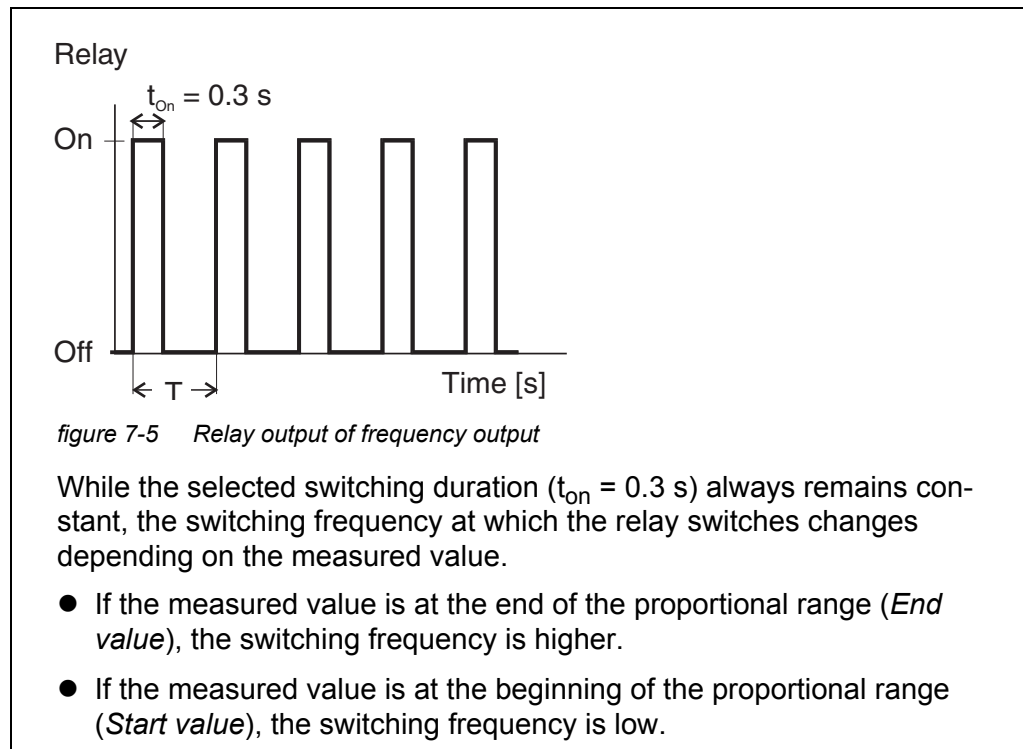 Relay
tOn = 0.3 s
On
Off
T
Time [s]
figure 7-5 Relay output of frequency output
While the selected switching duration (ton = 0.3 s) always remains con-
stant, the switching frequency at which the relay switches changes
depending on the measured value.
● If the measured value is at the end of the proportional range (End
value), the switching frequency is higher.
● If the measured value is at the beginning of the proportional range
(Start value), the switching frequency is low.